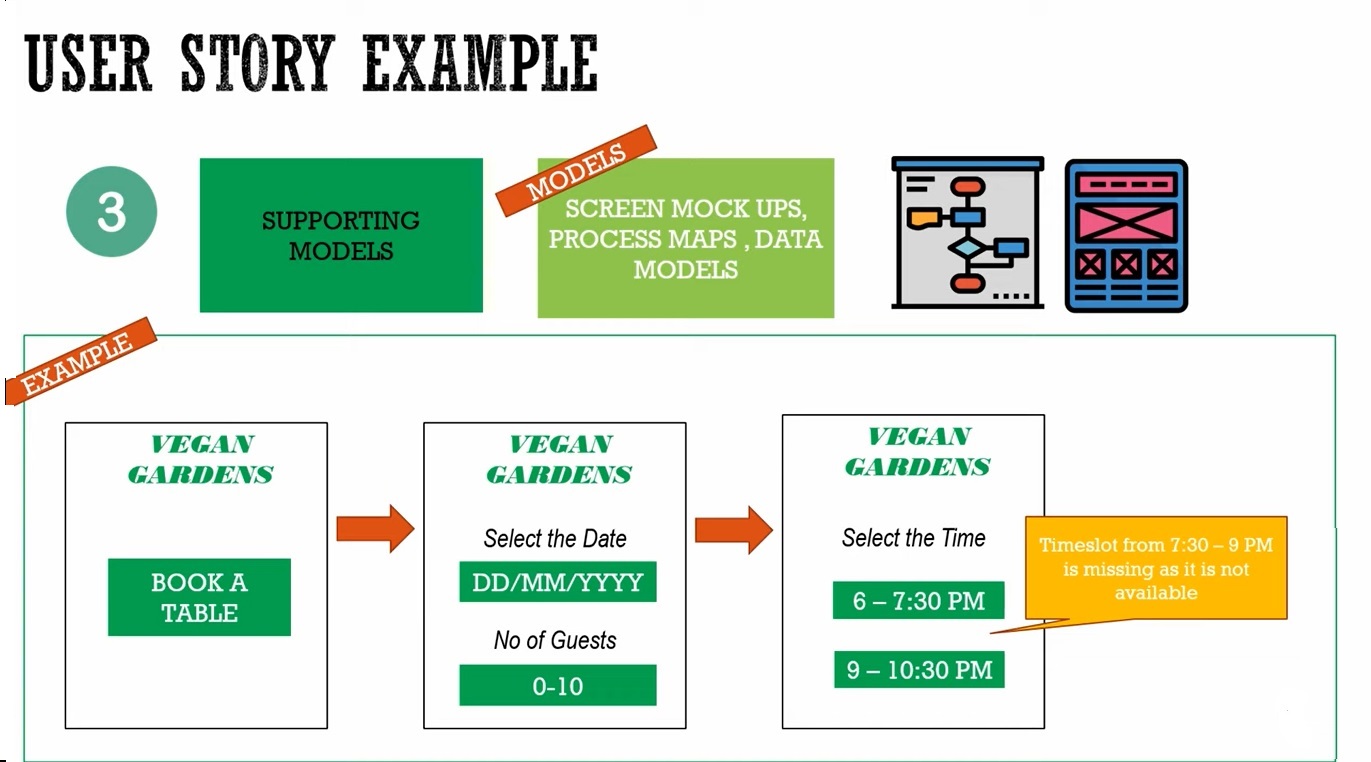 USER STORY EXAMPLE
3
SUPPORTING
MODELS
MODELS
SCREEN MOCK UPS,
PROCESS MAPS , DATA
MODELS
EXAMPLE
VEGAN
GARDENS
BOOK A
TABLE
VEGAN
GARDENS
Select the Date
DD/MM/YYYY
No of Guests
0-10
VEGAN
GARDENS
Select the Time
6 – 7:30 PM
9 – 10:30 PM
Timeslot from 7:30 – 9 PM
is missing as it is not
available